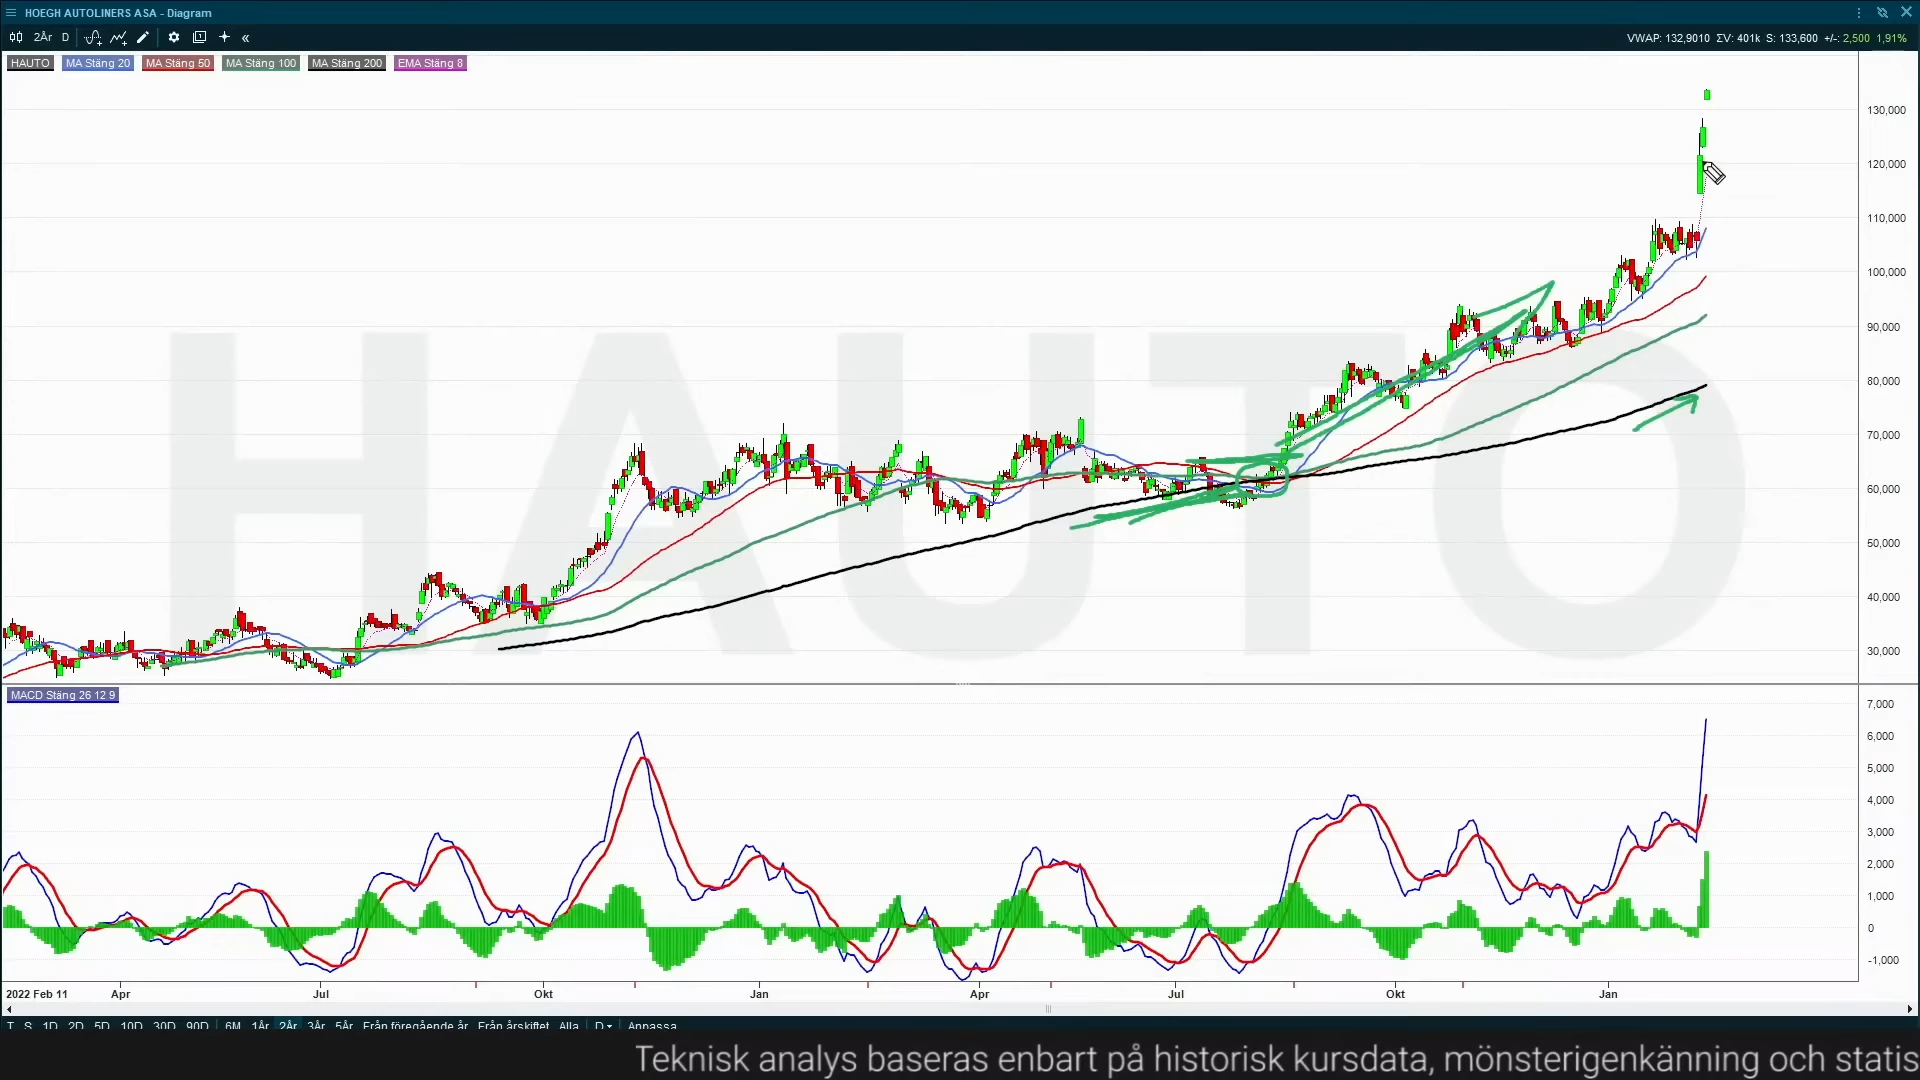 HOEGH AUTOLINERS ASA - Diagram
2År D
VWAP: 132,9010 ΣV: 401k S: 133,600 +/-: 2,500 1,91%
HAUTO MA Stäng 20 MA Stäng 50 MA Stäng 100 MA Stäng 200 EMA Stäng 8
130,000
120,000
110,000
100,000
90,000
80,000
70,000
60,000
50,000
40,000
30,000
HAUTO
MACD Stäng 26 12 9
7,000
6,000
5,000
4,000
3,000
2,000
1,000
0
-1,000
2022 Feb 11 Apr Jul Okt Jan Apr Jul Okt Jan
T S 1D 2D 5D 10D 30D 90D 6M 1År 2År 3År 5År Från föregående år Från årskiftet Alla D Anpassa
Teknisk analys baseras enbart på historisk kursdata, mönsterigenkänning och statis